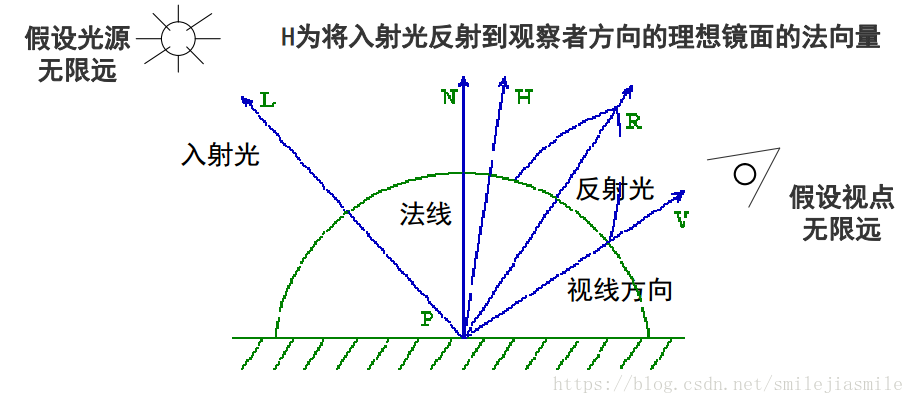 假设光源
无限远
H为将入射光反射到观察者方向的理想镜面的法向量
L
N
H
R
入射光
反射光
假设视点
无限远
法线
V
视线方向
P
https://blog.csdn.net/smilejiasmile